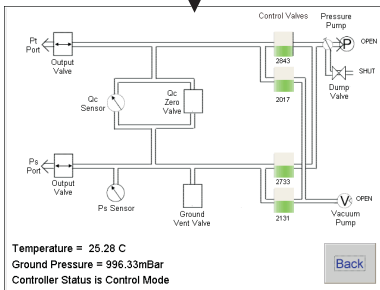 Control Valves
Pressure
Pump
Pt
Port
P
OPEN
Output
Valve
2843
SHUT
Qc
Sensor
Qc
Zero
Valve
2017
Dump
Valve
Ps
Port
Output
Valve
2733
Ps Sensor
Ground
Vent Valve
2131
V
OPEN
Vacuum
Pump
Temperature = 25.28 C
Ground Pressure = 996.33mBar
Controller Status is Control Mode
Back